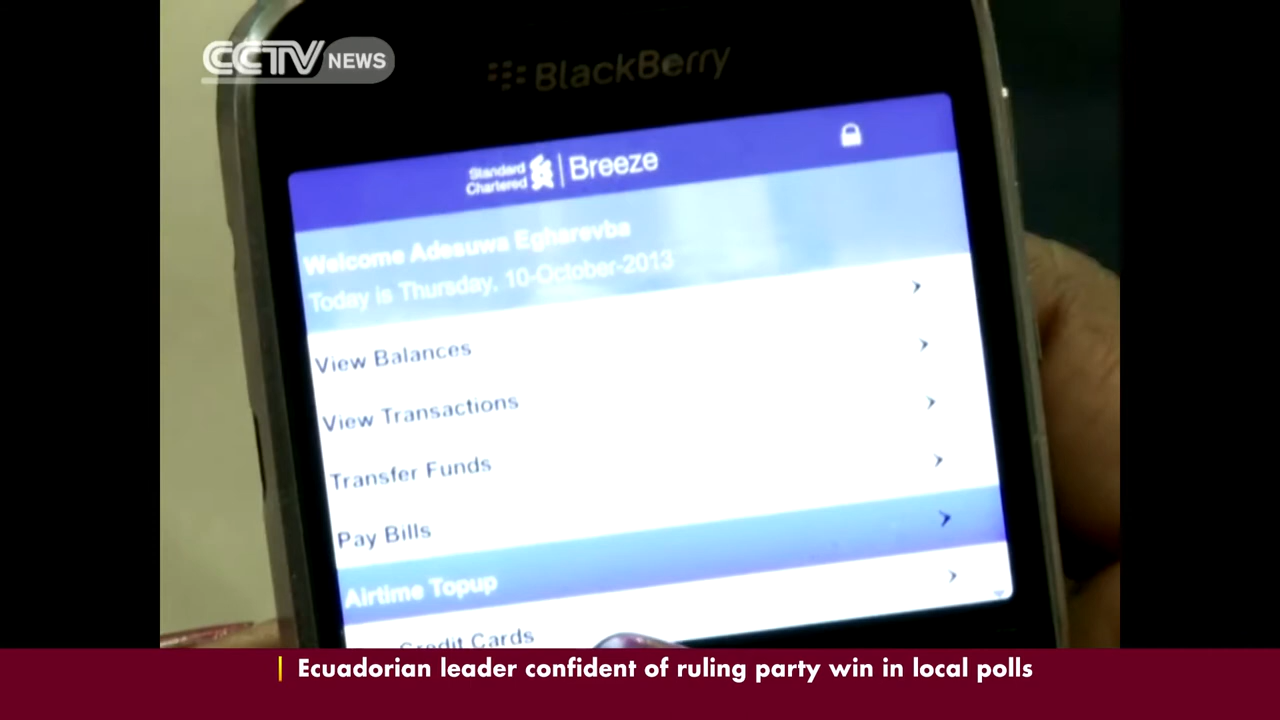 CCTV NEWS
BlackBerry
Standard
Chartered
Breeze
Welcome Adesuwa Egharevba
Today is Thursday, 10-October-2013
View Balances
View Transactions
Transfer Funds
Pay Bills
Airtime Topup
Credit Cards
Ecuadorian leader confident of ruling party win in local polls